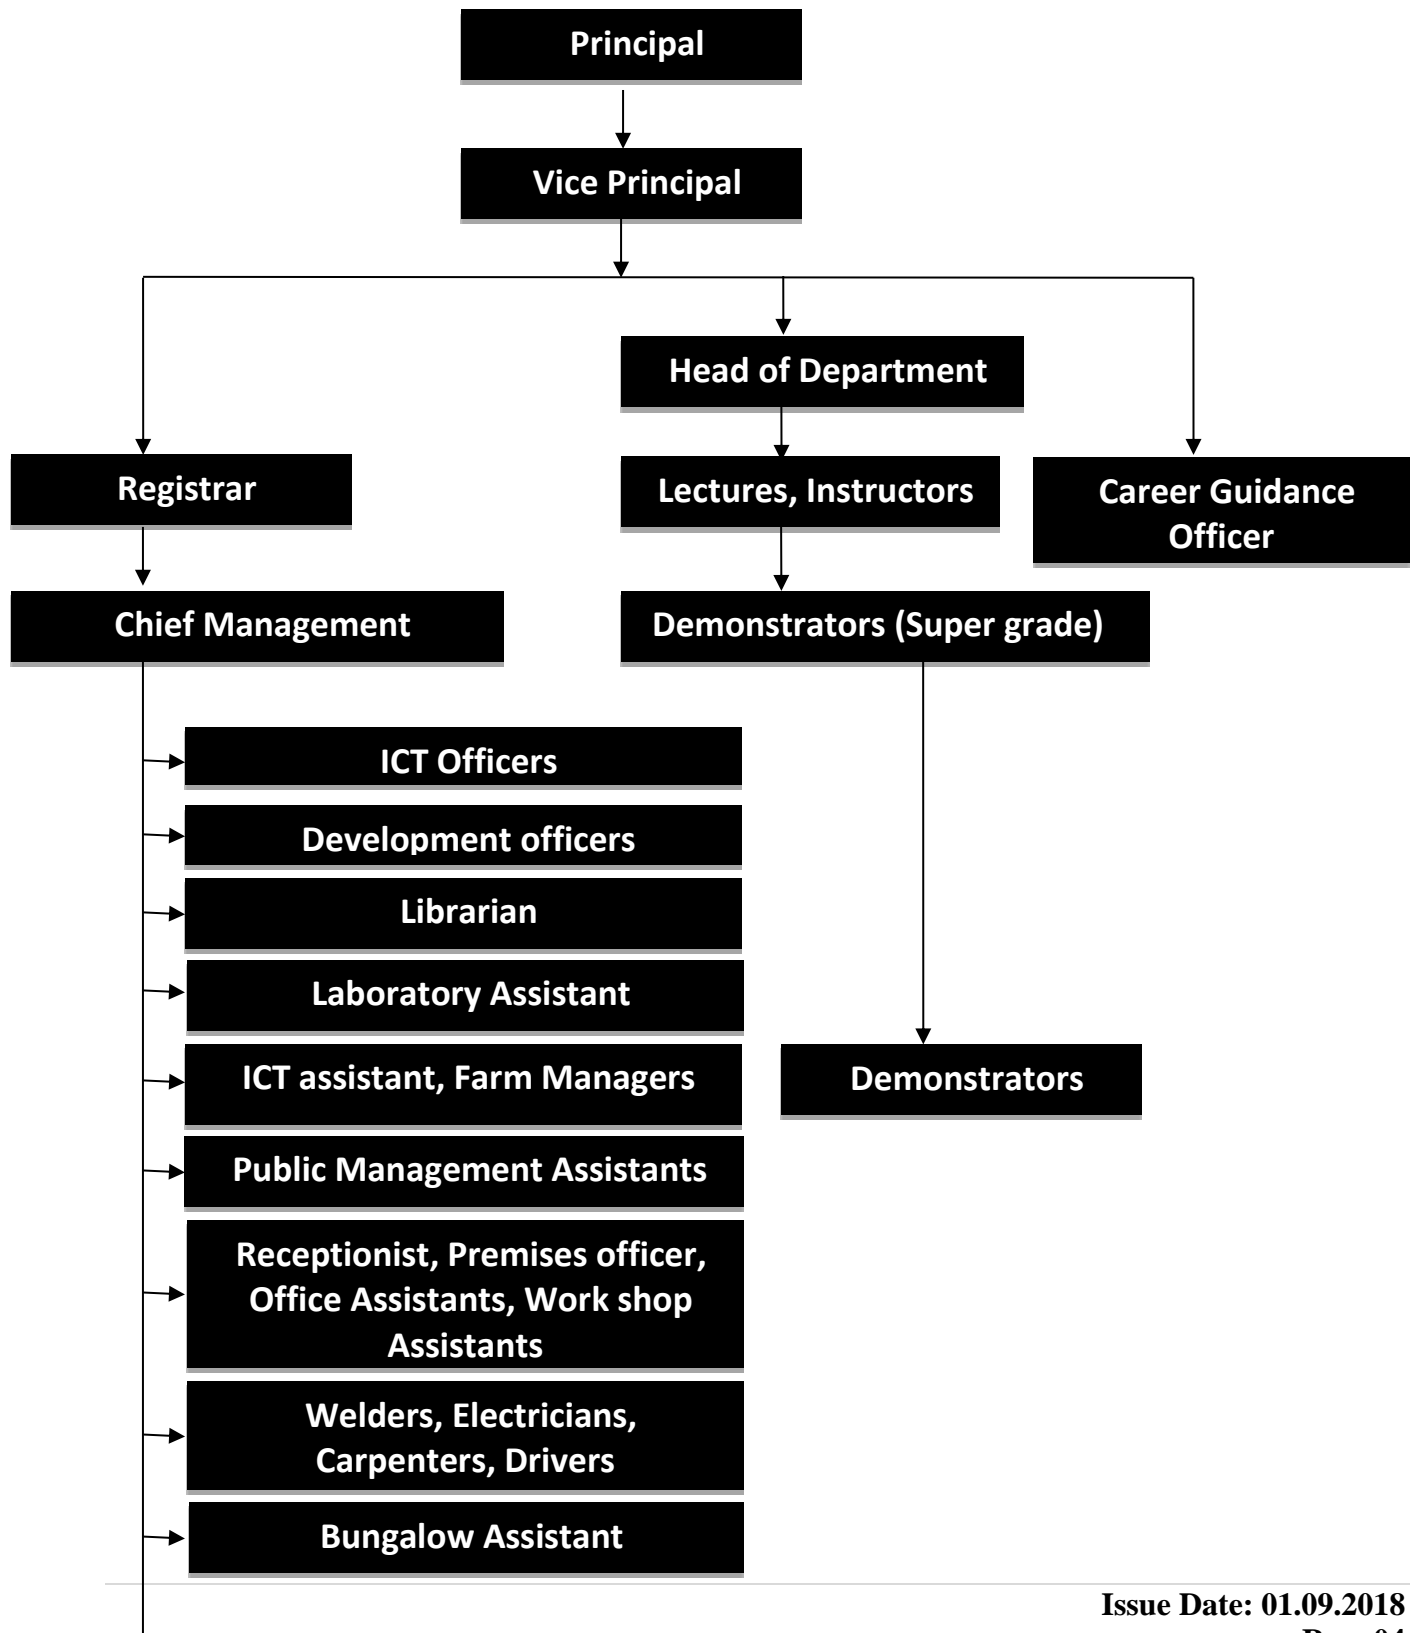 Principal
Vice Principal
Head of Department
Registrar
Lectures, Instructors
Career Guidance
Officer
Chief Management
Demonstrators (Super grade)
ICT Officers
Development officers
Librarian
Laboratory Assistant
ICT assistant, Farm Managers
Demonstrators
Public Management Assistants
Receptionist, Premises officer,
Office Assistants, Work shop
Assistants
Welders, Electricians,
Carpenters, Drivers
Bungalow Assistant
Issue Date: 01.09.2018